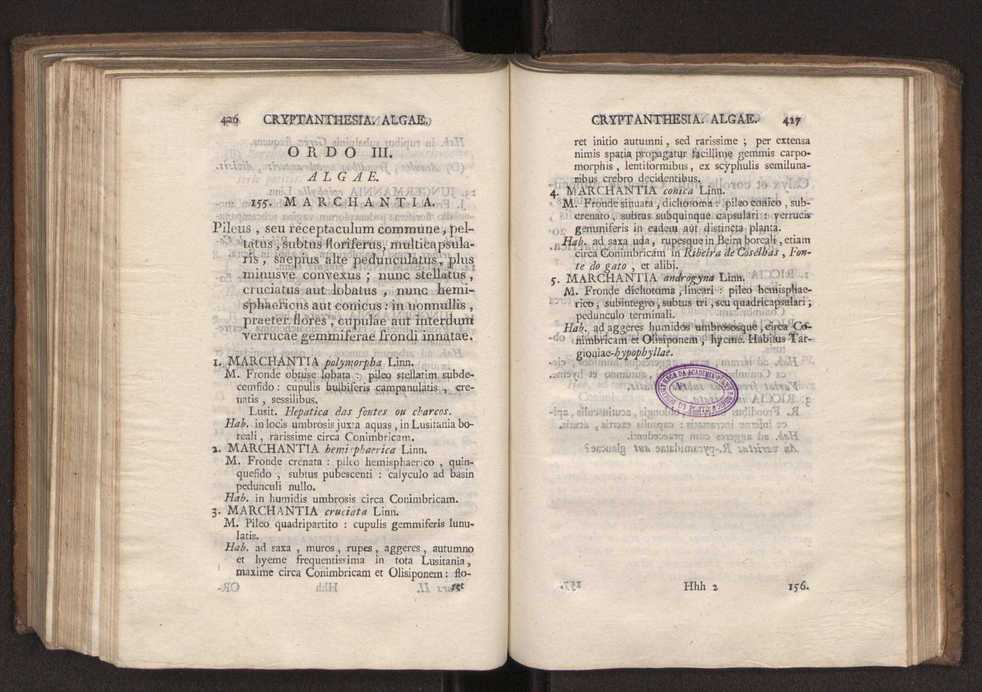 426 CRYPTANTHESIA. ALGAE.
ORDO III.
ALGAE.
155. MARCHANTIA.
Pileus, seu receptaculum commune, pel-
tatus, subtus floriferus, multicapsula-
ris, saepius alte pedunculatus, plus
minusve convexus; nunc stellatus,
cruciatus aut lobatus, nunc hemi-
sphaericus aut conicus: in nonnullis,
praeter flores, cupulae aut interdum
verrucae gemmiferae frondi innatae.
1. MARCHANTIA polymorpha Linn.
M. Fronde obtuse lobata: pileo stellatim subde-
cemfido: cupulis bulbiferis campanulatis, cre-
natis, sessilibus.
Lusit. Hepatica das fontes ou charcos.
Hab. in locis umbrosis juxta aquas, in Lusitania bo-
reali, rarissime circa Conimbricam.
2. MARCHANTIA hemisphaerica Linn.
M. Fronde crenata: pileo hemisphaerico, quin-
quefido, subtus pubescenti: calyculo ad basin
pedunculi nullo.
Hab. in humidis umbrosis circa Conimbricam.
3. MARCHANTIA cruciata Linn.
M. Pileo quadripartito: cupulis gemmiferis lunu-
latis.
Hab. ad saxa, muros, rupes, aggeres, autumno
et hyeme frequentissima in tota Lusitania,
maxime circa Conimbricam et Olisiponem: flo-
CRYPTANTHESIA. ALGAE. 427
ret initio autumni, sed rarissime; per extensa
nimis spatia propagatur facillime gemmis carpo-
morphis, lentiformibus, ex scyphulis semiluna-
ribus crebro decidentibus.
4. MARCHANTIA conica Linn.
M. Fronde sinuata, dichotoma: pileo conico, sub-
crenato, subtus subquinque capsulari: verrucis
gemmiferis in eadem aut distincta planta.
Hab. ad saxa uda, rupesque in Beira boreali, etiam
circa Conimbricam in Ribeira de Coselhas, Fon-
te do gato, et alibi.
5. MARCHANTIA androgyna Linn.
M. Fronde dichotoma, lineari: pileo hemisphae-
rico, subintegro, subtus tri, seu quadricapsulari;
pedunculo terminali.
Hab. ad aggeres humidos umbrososque, circa Co-
nimbricam et Olisiponem, hyeme. Habitus Tar-
gioniae-hypophyllae.
Hhh 2 156.